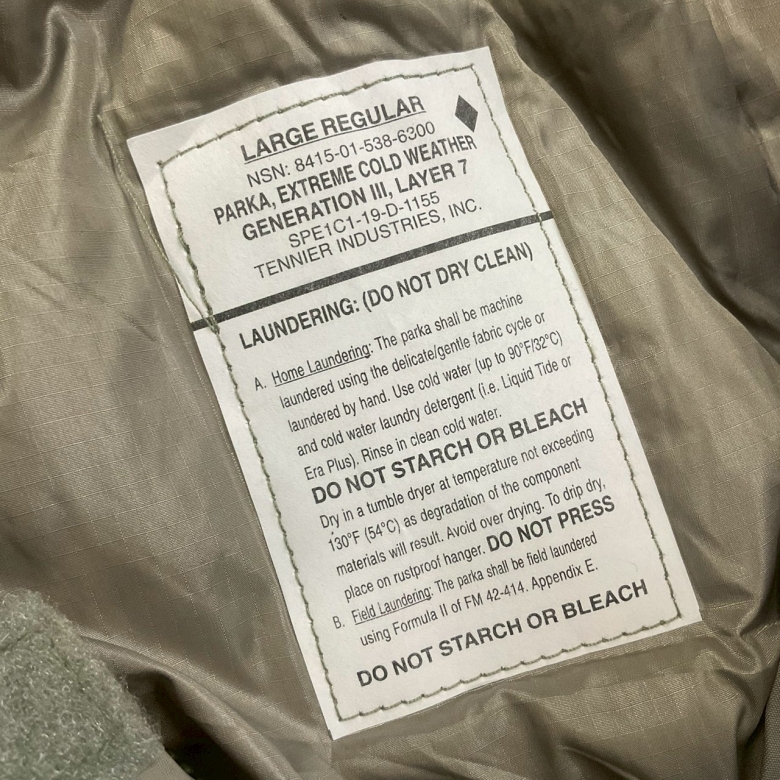 LARGE REGULAR
NSN: 8415-01-538-6300
PARKA, EXTREME COLD WEATHER
GENERATION III, LAYER 7
SPE1C1-19-D-1155
TENNIER INDUSTRIES, INC.
LAUNDERING: (DO NOT DRY CLEAN)
A. Home Laundering: The parka shall be machine
laundered using the delicate/gentle fabric cycle or
laundered by hand. Use cold water (up to 90°F/32°C)
and cold water laundry detergent (i.e. Liquid Tide or
Era Plus). Rinse in clean cold water.
DO NOT STARCH OR BLEACH
Dry in a tumble dryer at temperature not exceeding
130°F (54°C) as degradation of the component
materials will result. Avoid over drying. To drip dry,
place on rustproof hanger. DO NOT PRESS
B. Field Laundering: The parka shall be field laundered
using Formula II of FM 42-414. Appendix E.
DO NOT STARCH OR BLEACH